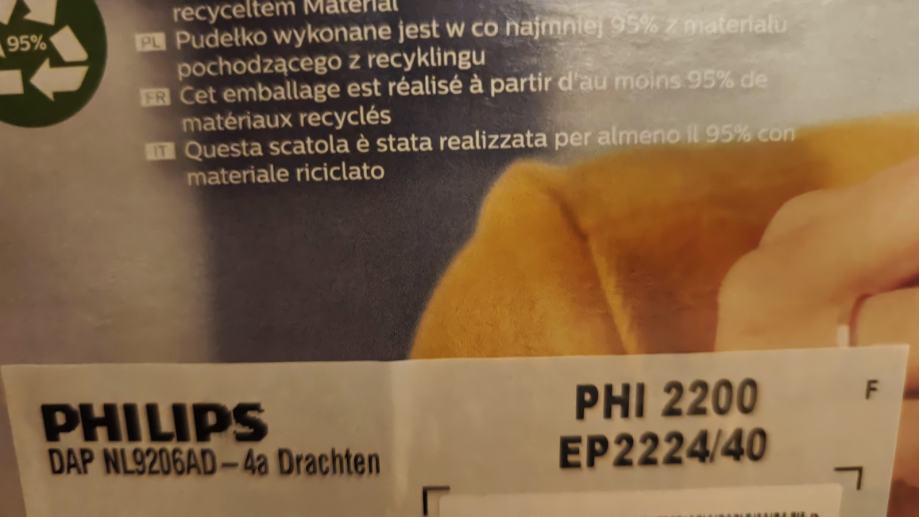 95%
recyceltem Material
PL Pudełko wykonane jest w co najmniej 95% z materiału
pochodzącego z recyklingu
FR Cet emballage est réalisé à partir d'au moins 95% de
matériaux recyclés
IT Questa scatola è stata realizzata per almeno il 95% con
materiale riciclato
PHILIPS
DAP NL9206AD – 4a Drachten
PHI 2200
EP2224/40
F